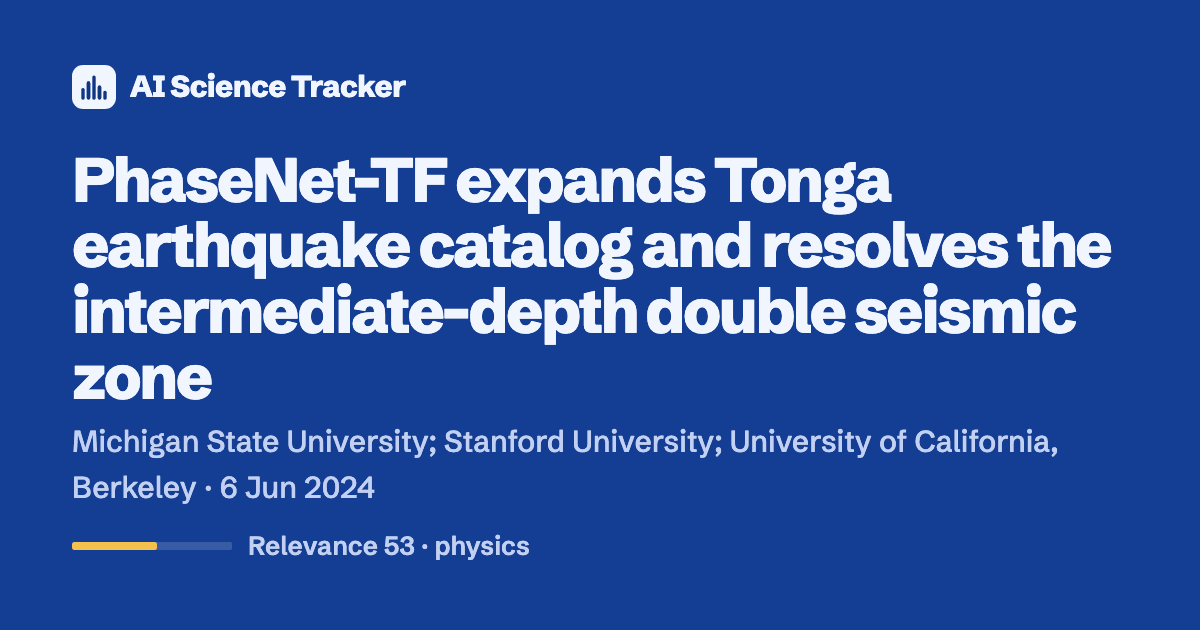 AI Science Tracker
PhaseNet-TF expands Tonga
earthquake catalog and resolves the
intermediate-depth double seismic
zone
Michigan State University; Stanford University; University of California,
Berkeley · 6 Jun 2024
Relevance 53 · physics